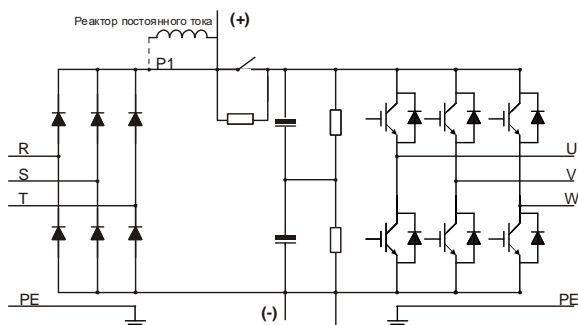 Реактор постоянного тока
(+)
P1
R
U
S
V
T
W
PE
(-)
PE